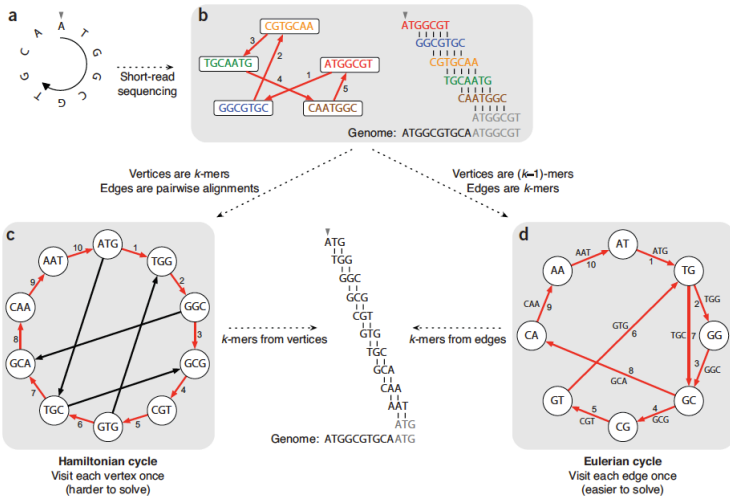 a
A
T
G
G
C
G
T
G
C
A
Short-read
sequencing
b
CGTGCAA
3
2
TGCAATG
ATGGCGT
4
1
5
GGCGTGC
CAATGGC
ATGGCGT
GGCGTGC
CGTGCAA
TGCAATG
CAATGGC
ATGGCGT
Genome: ATGGCGTGCAATGGCGT
Vertices are k-mers
Edges are pairwise alignments
Vertices are (k–1)-mers
Edges are k-mers
c
ATG
10
1
AAT
TGG
9
2
CAA
GGC
8
3
GCA
GCG
7
4
TGC
CGT
6
5
GTG
Hamiltonian cycle
Visit each vertex once
(harder to solve)
k-mers from vertices
ATG
TGG
GGC
GCG
CGT
GTG
TGC
GCA
CAA
AAT
ATG
Genome: ATGGCGTGCAATG
k-mers from edges
d
AT
AAT
10
ATG
1
AA
TG
CAA
9
2
TGG
GTG
6
TGC
7
CA
GG
3
GGC
8
GCA
GT
GC
5
CGT
4
GCG
CG
Eulerian cycle
Visit each edge once
(easier to solve)